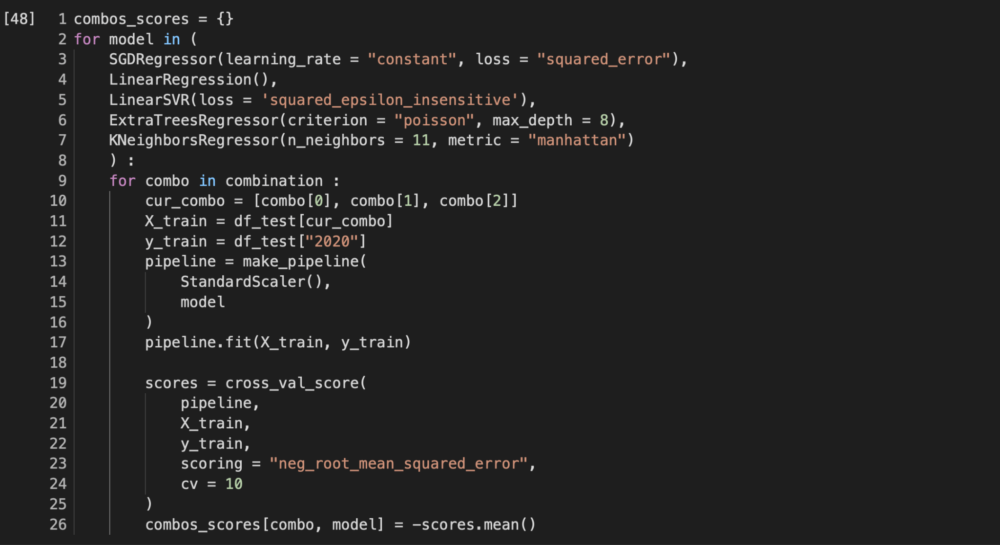 [48] 1 combos_scores = {}
2 for model in (
3 SGDRegressor(learning_rate = "constant", loss = "squared_error"),
4 LinearRegression(),
5 LinearSVR(loss = 'squared_epsilon_insensitive'),
6 ExtraTreesRegressor(criterion = "poisson", max_depth = 8),
7 KNeighborsRegressor(n_neighbors = 11, metric = "manhattan")
8 ) :
9 for combo in combination :
10 cur_combo = [combo[0], combo[1], combo[2]]
11 X_train = df_test[cur_combo]
12 y_train = df_test["2020"]
13 pipeline = make_pipeline(
14 StandardScaler(),
15 model
16 )
17 pipeline.fit(X_train, y_train)
18
19 scores = cross_val_score(
20 pipeline,
21 X_train,
22 y_train,
23 scoring = "neg_root_mean_squared_error",
24 cv = 10
25 )
26 combos_scores[combo, model] = -scores.mean()